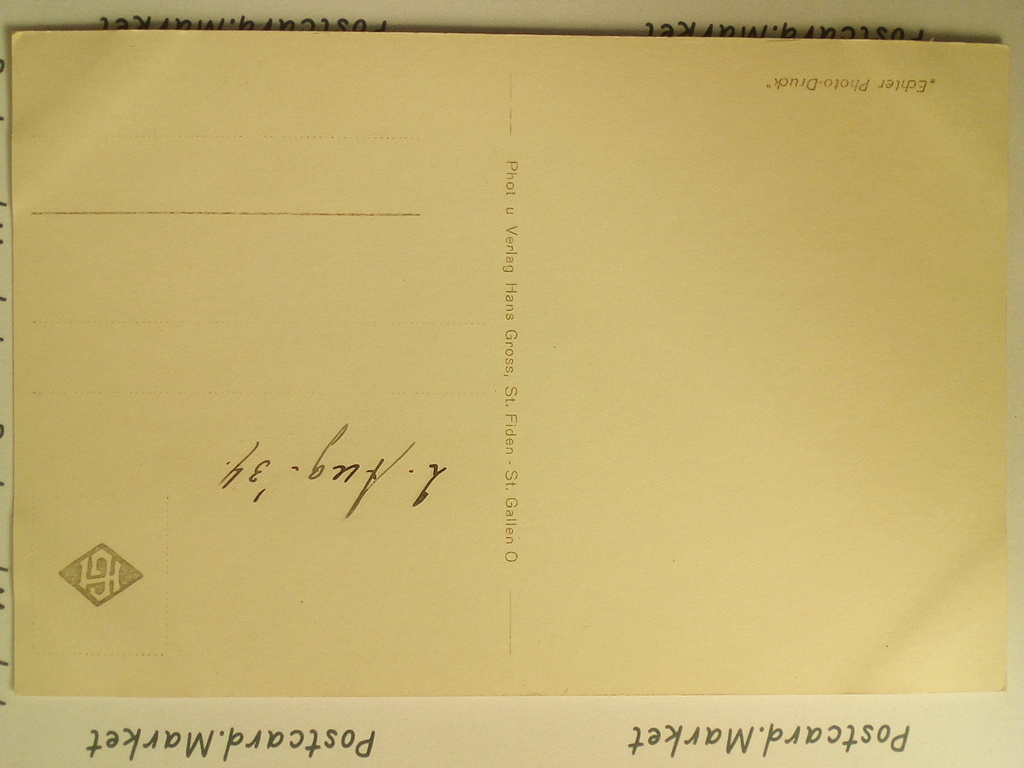 Postcard.Market
Postcard.Market
2. Aug. '34.
Phot u Verlag Hans Gross, St. Fiden - St. Gallen O
„Echter Photo-Druck“
Postcard.Market
Postcard.Market